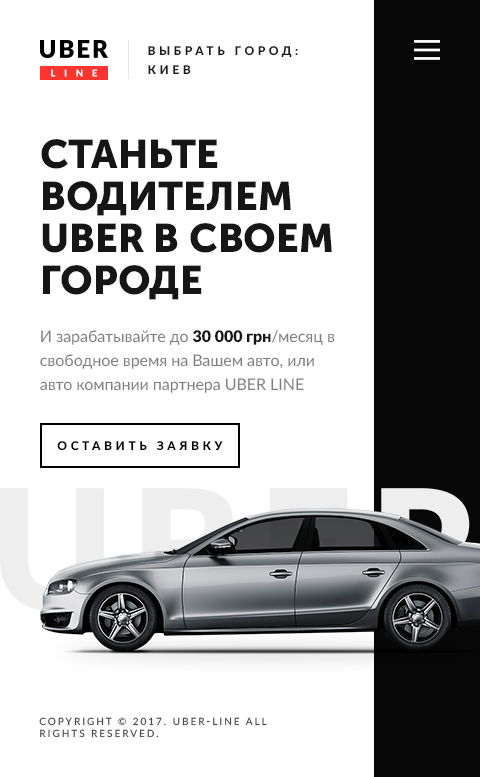 UBER
LINE
ВЫБРАТЬ ГОРОД:
КИЕВ
СТАНЬТЕ
ВОДИТЕЛЕМ
UBER В СВОЕМ
ГОРОДЕ
И зарабатывайте до 30 000 грн/месяц в
свободное время на Вашем авто, или
авто компании партнера UBER LINE
ОСТАВИТЬ ЗАЯВКУ
UBER
COPYRIGHT © 2017. UBER-LINE ALL
RIGHTS RESERVED.